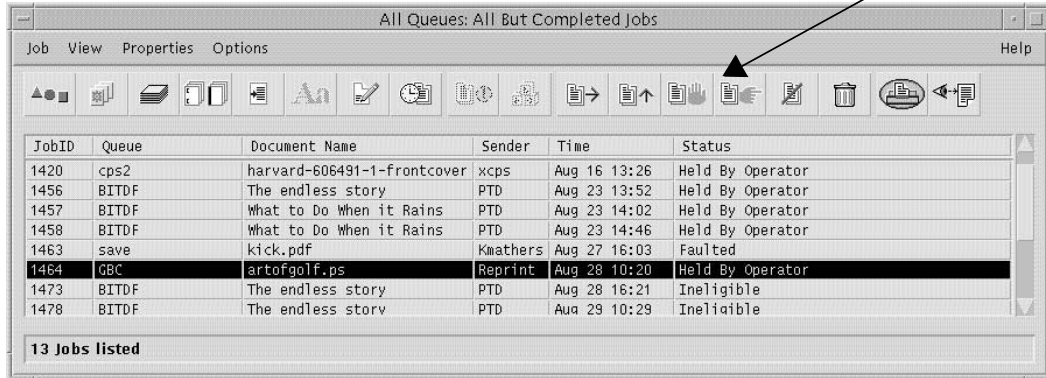 All Queues: All But Completed Jobs
Job View Properties Options Help
Aa
JobID Queue Document Name Sender Time Status
1420 cps2 harvard-606491-1-frontcover xcps Aug 16 13:26 Held By Operator
1456 BITDF The endless story PTD Aug 23 13:52 Held By Operator
1457 BITDF What to Do When it Rains PTD Aug 23 14:02 Held By Operator
1458 BITDF What to Do When it Rains PTD Aug 23 14:46 Held By Operator
1463 save kick.pdf Kmathers Aug 27 16:03 Faulted
1464 GBC artofgolf.ps Reprint Aug 28 10:20 Held By Operator
1473 BITDF The endless story PTD Aug 28 16:21 Ineligible
1478 BITDF The endless story PTD Aug 29 10:29 Ineligible
13 Jobs listed